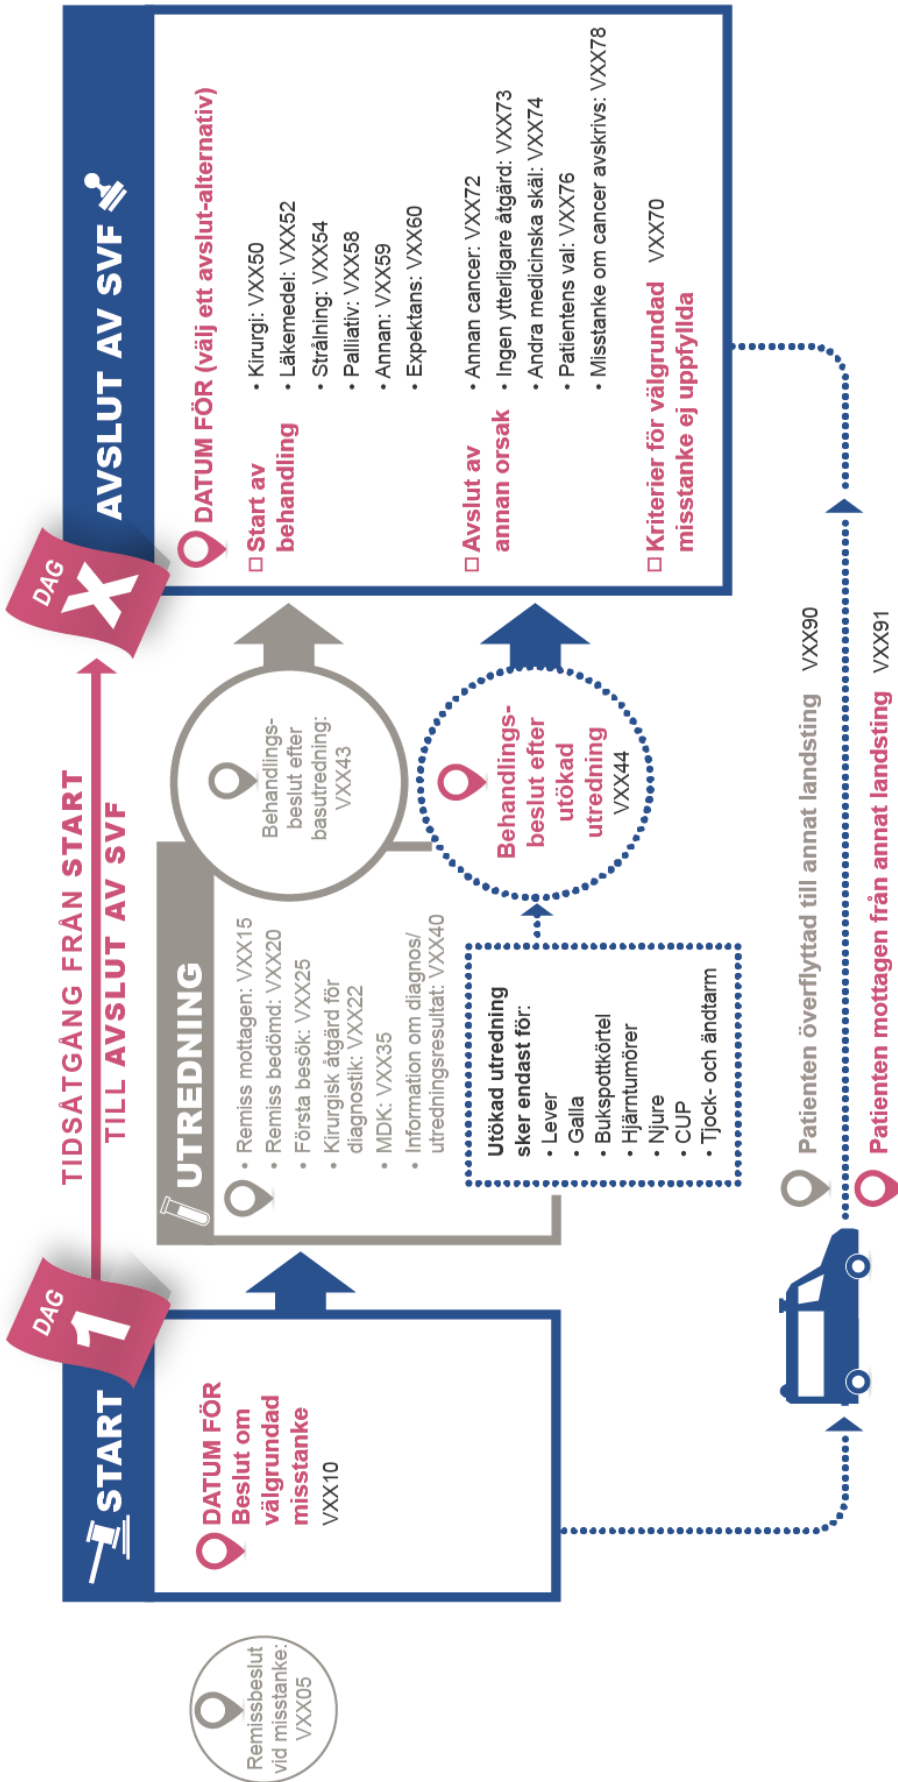 TIDSÅTGÅNG FRÅN START
TILL AVSLUT AV SVF
Remissbeslut
vid misstanke:
VXX05
START
DAG
1
DATUM FÖR
Beslut om
välgrundad
misstanke
VXX10
UTREDNING
• Remiss mottagen: VXX15
• Remiss bedömd: VXX20
• Första besök: VXX25
• Kirurgisk åtgärd för
diagnostik: VXX22
• MDK: VXX35
• Information om diagnos/
utredningsresultat: VXX40
Utökad utredning
sker endast för:
• Lever
• Galla
• Bukspottkörtel
• Hjärntumörer
• Njure
• CUP
• Tjock- och ändtarm
Behandlings-
beslut efter
basutredning:
VXX43
Behandlings-
beslut efter
utökad
utredning
VXX44
DAG
X
AVSLUT AV SVF
DATUM FÖR (välj ett avslut-alternativ)
□ Start av
behandling
• Kirurgi: VXX50
• Läkemedel: VXX52
• Strålning: VXX54
• Palliativ: VXX58
• Annan: VXX59
• Expektans: VXX60
□ Avslut av
annan orsak
• Annan cancer: VXX72
• Ingen ytterligare åtgärd: VXX73
• Andra medicinska skäl: VXX74
• Patientens val: VXX76
• Misstanke om cancer avskrivs: VXX78
□ Kriterier för välgrundad
misstanke ej uppfyllda
VXX70
Patienten överflyttad till annat landsting VXX90
Patienten mottagen från annat landsting VXX91